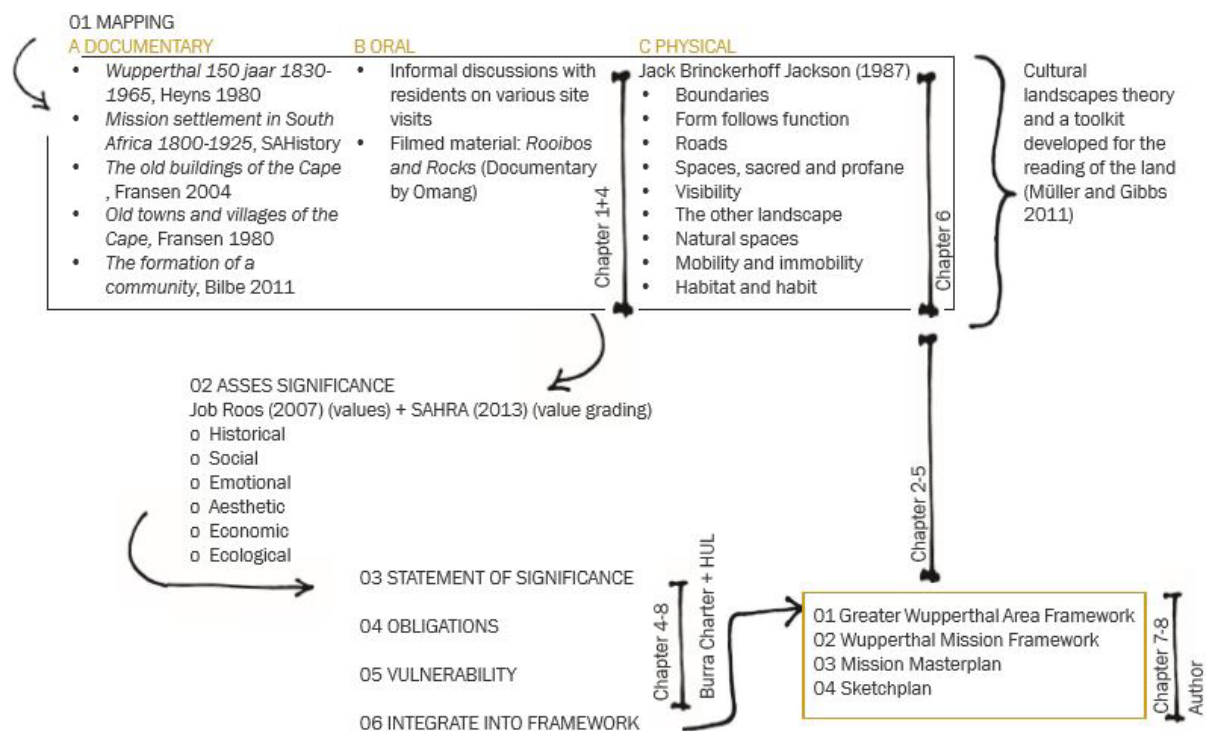 01 MAPPING
A DOCUMENTARY
• Wupperthal 150 jaar 1830-
1965, Heyns 1980
• Mission settlement in South
Africa 1800-1925, SAHistory
• The old buildings of the Cape
, Fransen 2004
• Old towns and villages of the
Cape, Fransen 1980
• The formation of a
community, Bilbe 2011
B ORAL
• Informal discussions with
residents on various site
visits
• Filmed material: Rooibos
and Rocks (Documentary
by Omang)
Chapter 1+4
C PHYSICAL
Jack Brinckerhoff Jackson (1987)
• Boundaries
• Form follows function
• Roads
• Spaces, sacred and profane
• Visibility
• The other landscape
• Natural spaces
• Mobility and immobility
• Habitat and habit
Chapter 6
Cultural
landscapes theory
and a toolkit
developed for the
reading of the land
(Müller and Gibbs
2011)
02 ASSES SIGNIFICANCE
Job Roos (2007) (values) + SAHRA (2013) (value grading)
o Historical
o Social
o Emotional
o Aesthetic
o Economic
o Ecological
Chapter 2-5
03 STATEMENT OF SIGNIFICANCE
04 OBLIGATIONS
05 VULNERABILITY
06 INTEGRATE INTO FRAMEWORK
Chapter 4-8
Burra Charter + HUL
01 Greater Wupperthal Area Framework
02 Wupperthal Mission Framework
03 Mission Masterplan
04 Sketchplan
Chapter 7-8
Author